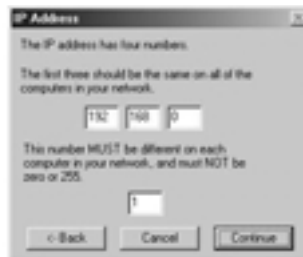 IP Address
The IP address has four numbers.
The first three should be the same on all of the
computers in your network.
192 168 0
This number MUST be different on each
computer in your network, and must NOT be
zero or 255.
1
<-Back Cancel Continue